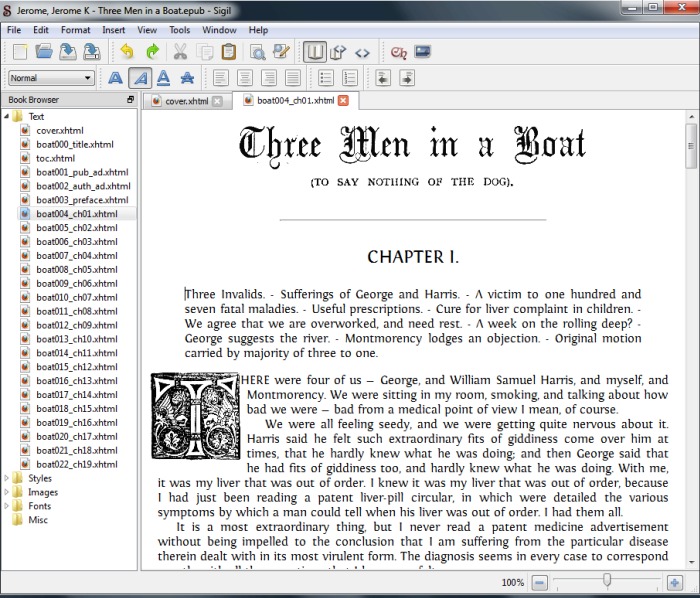 Jerome, Jerome K - Three Men in a Boat.epub - Sigil
File Edit Format Insert View Tools Window Help
Normal
Book Browser
cover.xhtml
boat004_ch01.xhtml
Text
cover.xhtml
boat000_title.xhtml
toc.xhtml
boat001_pub_ad.xhtml
boat002_auth_ad.xhtml
boat003_preface.xhtml
boat004_ch01.xhtml
boat005_ch02.xhtml
boat006_ch03.xhtml
boat007_ch04.xhtml
boat008_ch05.xhtml
boat009_ch06.xhtml
boat010_ch07.xhtml
boat011_ch08.xhtml
boat012_ch09.xhtml
boat013_ch10.xhtml
boat014_ch11.xhtml
boat015_ch12.xhtml
boat016_ch13.xhtml
boat017_ch14.xhtml
boat018_ch15.xhtml
boat019_ch16.xhtml
boat020_ch17.xhtml
boat021_ch18.xhtml
boat022_ch19.xhtml
Styles
Images
Fonts
Misc
Three Men in a Boat
(TO SAY NOTHING OF THE DOG).
CHAPTER I.
Three Invalids. - Sufferings of George and Harris. - A victim to one hundred and
seven fatal maladies. - Useful prescriptions. - Cure for liver complaint in children. -
We agree that we are overworked, and need rest. - A week on the rolling deep? -
George suggests the river. - Montmorency lodges an objection. - Original motion
carried by majority of three to one.
THERE were four of us – George, and William Samuel Harris, and myself, and
Montmorency. We were sitting in my room, smoking, and talking about how
bad we were – bad from a medical point of view I mean, of course.
We were all feeling seedy, and we were getting quite nervous about it.
Harris said he felt such extraordinary fits of giddiness come over him at
times, that he hardly knew what he was doing; and then George said that
he had fits of giddiness too, and hardly knew what he was doing. With me,
it was my liver that was out of order. I knew it was my liver that was out of order, because
I had just been reading a patent liver-pill circular, in which were detailed the various
symptoms by which a man could tell when his liver was out of order. I had them all.
It is a most extraordinary thing, but I never read a patent medicine advertisement
without being impelled to the conclusion that I am suffering from the particular disease
therein dealt with in its most virulent form. The diagnosis seems in every case to correspond
100%